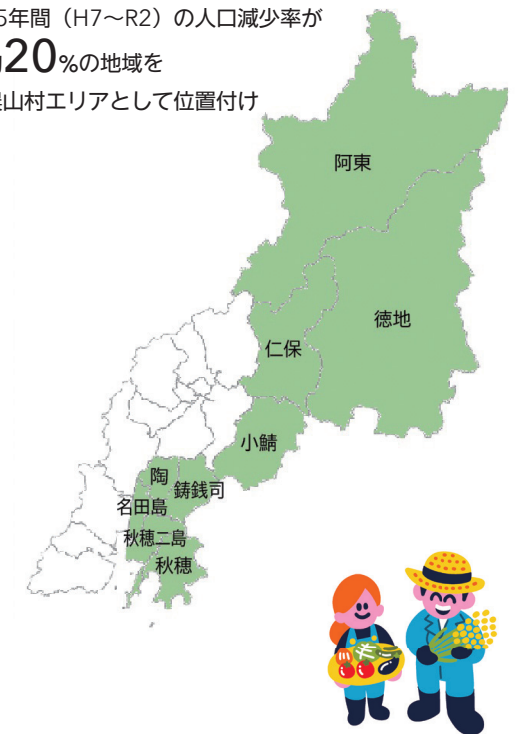 5年間（H7～R2）の人口減少率が
20%の地域を
山村エリアとして位置付け
阿東
徳地
仁保
小鯖
陶
鋳銭司
名田島
秋穂二島
秋穂